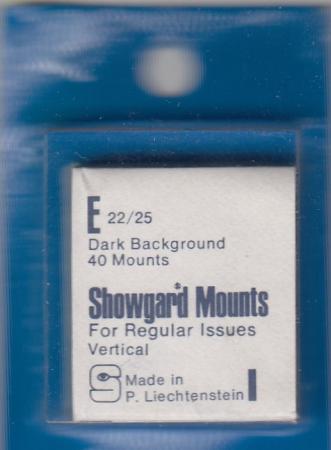 E 22/25
Dark Background
40 Mounts
Showgard Mounts
For Regular Issues
Vertical
S Made in
P. Liechtenstein